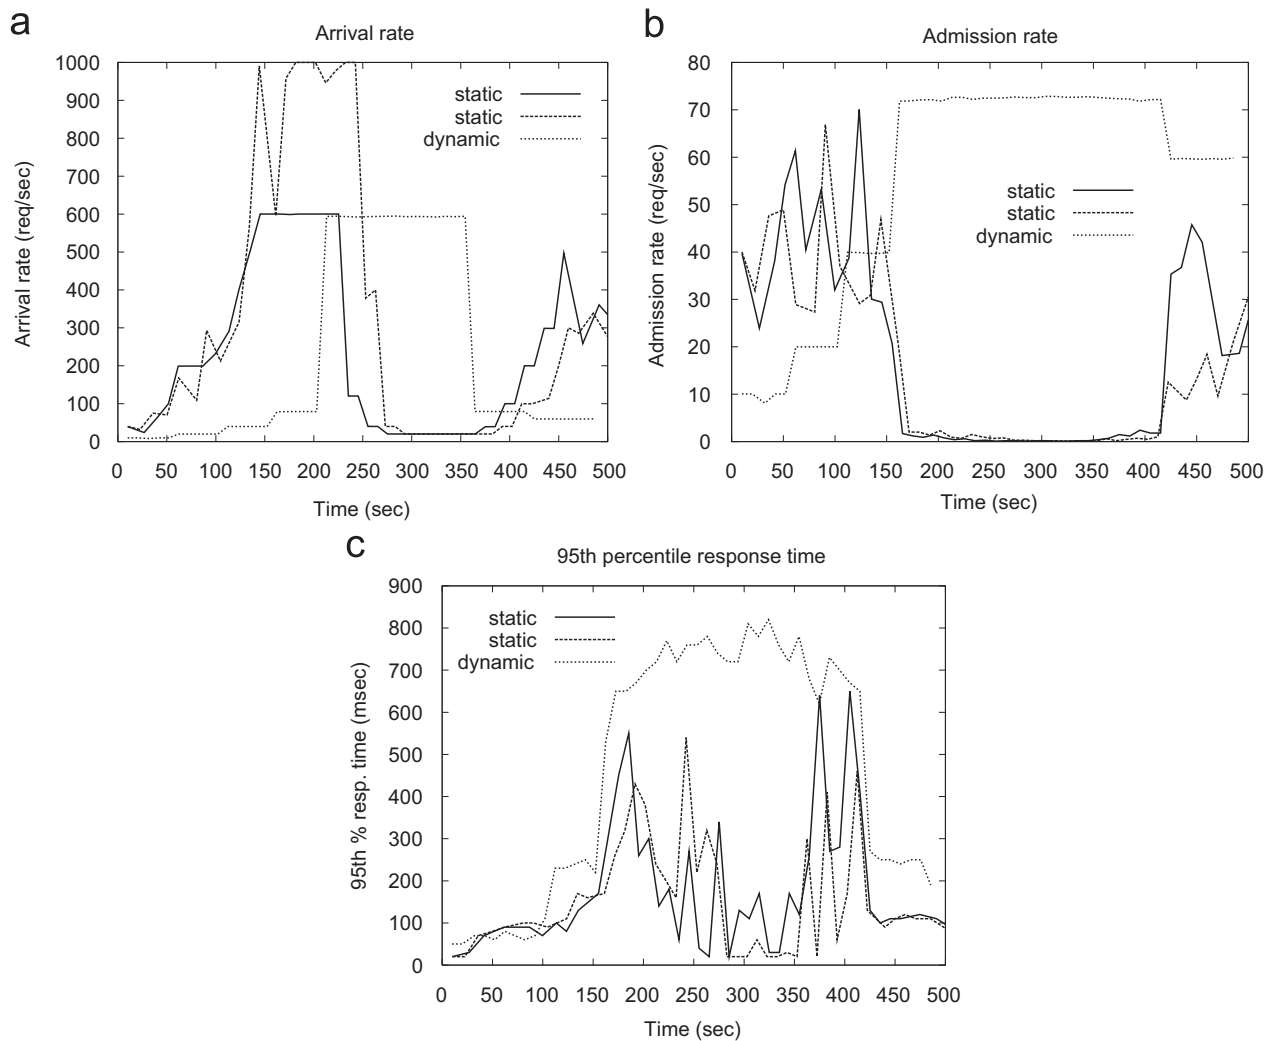 a
Arrival rate
1000
900
800
700
600
500
400
300
200
100
0
static
static
dynamic
Arrival rate (req/sec)
0 50 100 150 200 250 300 350 400 450 500
Time (sec)
b
Admission rate
80
70
60
50
40
30
20
10
0
static
static
dynamic
Admission rate (req/sec)
0 50 100 150 200 250 300 350 400 450 500
Time (sec)
c
95th percentile response time
900
800
700
600
500
400
300
200
100
0
static
static
dynamic
95th % resp. time (msec)
0 50 100 150 200 250 300 350 400 450 500
Time (sec)